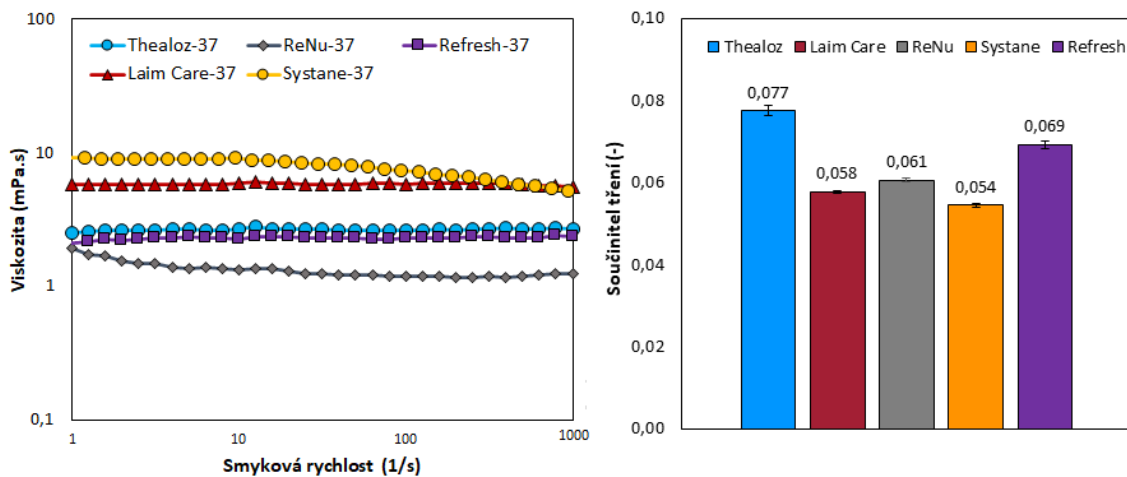 100
10
1
0,1
Viskozita (mPa.s)
Thealoz-37 ReNu-37 Refresh-37
Laim Care-37 Systane-37
1 10 100 1000
Smyková rychlost (1/s)
0,10
0,08
0,06
0,04
0,02
0,00
Součinitel tření (-)
Thealoz Laim Care ReNu Systane Refresh
0,077
0,058
0,061
0,054
0,069